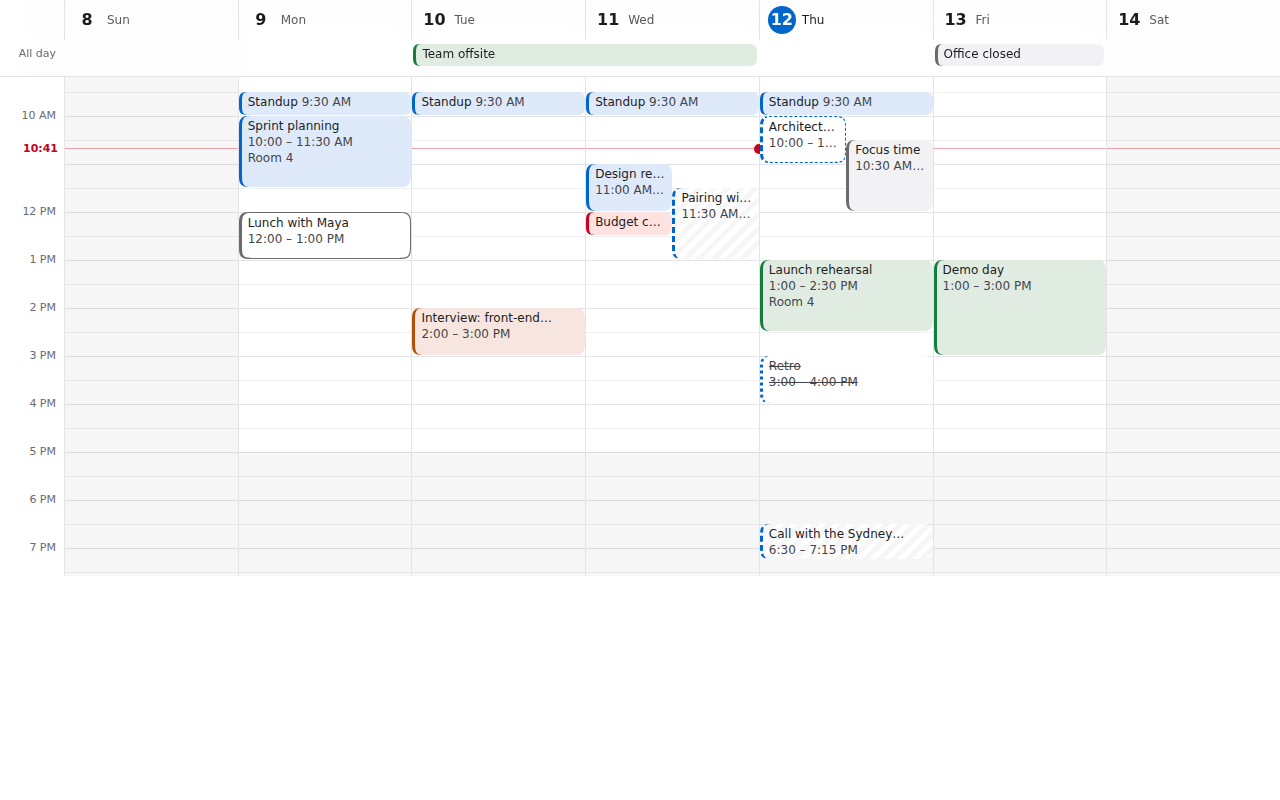 8 Sun
9 Mon
10 Tue
11 Wed
12 Thu
13 Fri
14 Sat
All day
Team offsite
Office closed
10 AM
10:41
12 PM
1 PM
2 PM
3 PM
4 PM
5 PM
6 PM
7 PM
Standup 9:30 AM
Sprint planning
10:00 – 11:30 AM
Room 4
Lunch with Maya
12:00 – 1:00 PM
Standup 9:30 AM
Interview: front-end…
2:00 – 3:00 PM
Standup 9:30 AM
Design re…
11:00 AM…
Pairing wi…
11:30 AM…
Budget c…
Standup 9:30 AM
Architect…
10:00 – 1…
Focus time
10:30 AM…
Launch rehearsal
1:00 – 2:30 PM
Room 4
Retro
3:00 – 4:00 PM
Call with the Sydney…
6:30 – 7:15 PM
Demo day
1:00 – 3:00 PM